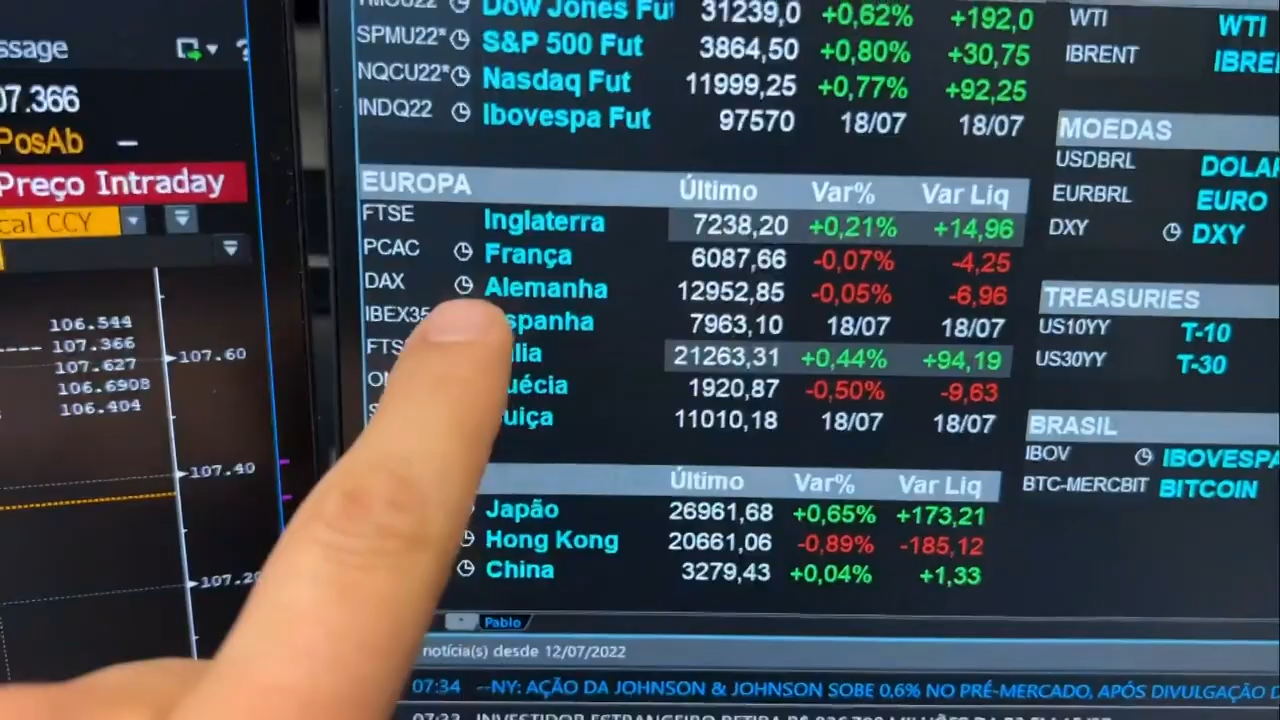 ssage
07.366
PosAb —
Preço Intraday
cal CCY
106.544
107.366
107.627
106.6908
106.404
107.60
107.40
107.20
Dow Jones Fut 31239,0 +0,62% +192,0
SPMU22* S&P 500 Fut 3864,50 +0,80% +30,75
NQCU22* Nasdaq Fut 11999,25 +0,77% +92,25
INDQ22 Ibovespa Fut 97570 18/07 18/07
EUROPA Último Var% Var Liq
FTSE Inglaterra 7238,20 +0,21% +14,96
PCAC França 6087,66 -0,07% -4,25
DAX Alemanha 12952,85 -0,05% -6,96
IBEX35 spanha 7963,10 18/07 18/07
FTS lia 21263,31 +0,44% +94,19
uécia 1920,87 -0,50% -9,63
uiça 11010,18 18/07 18/07
Último Var% Var Liq
Japão 26961,68 +0,65% +173,21
Hong Kong 20661,06 -0,89% -185,12
China 3279,43 +0,04% +1,33
Pablo
notícia(s) desde 12/07/2022
07:34 --NY: AÇÃO DA JOHNSON & JOHNSON SOBE 0,6% NO PRÉ-MERCADO, APÓS DIVULGAÇÃO D
07:33
WTI WTI
IBRENT IBRE
MOEDAS
USDBRL DOLAR
EURBRL EURO
DXY DXY
TREASURIES
US10YY T-10
US30YY T-30
BRASIL
IBOV IBOVESPA
BTC-MERCBIT BITCOIN